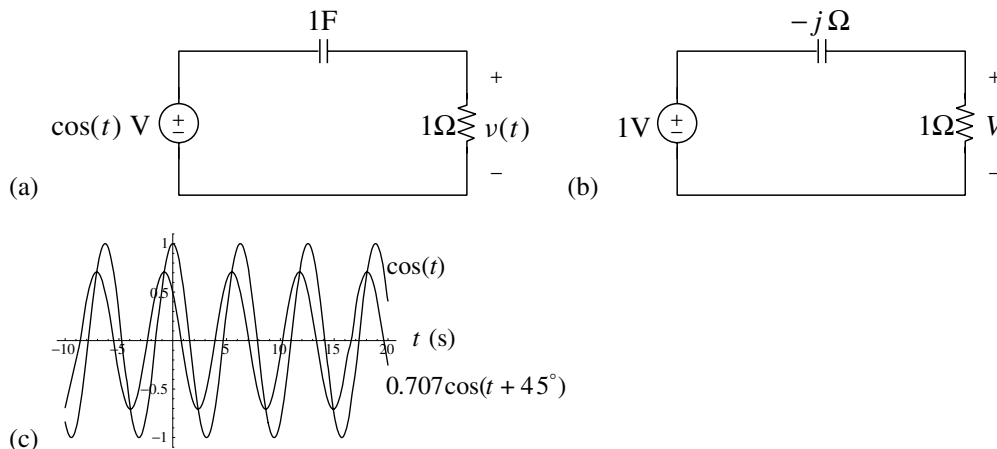 1F
cos(t) V
+
−
1Ω
+
v(t)
−
(a)
−j Ω
1V
+
−
1Ω
+
V
−
(b)
1
0.5
−0.5
−1
−10
−5
5
10
15
20
t (s)
cos(t)
0.707cos(t + 45°)
(c)